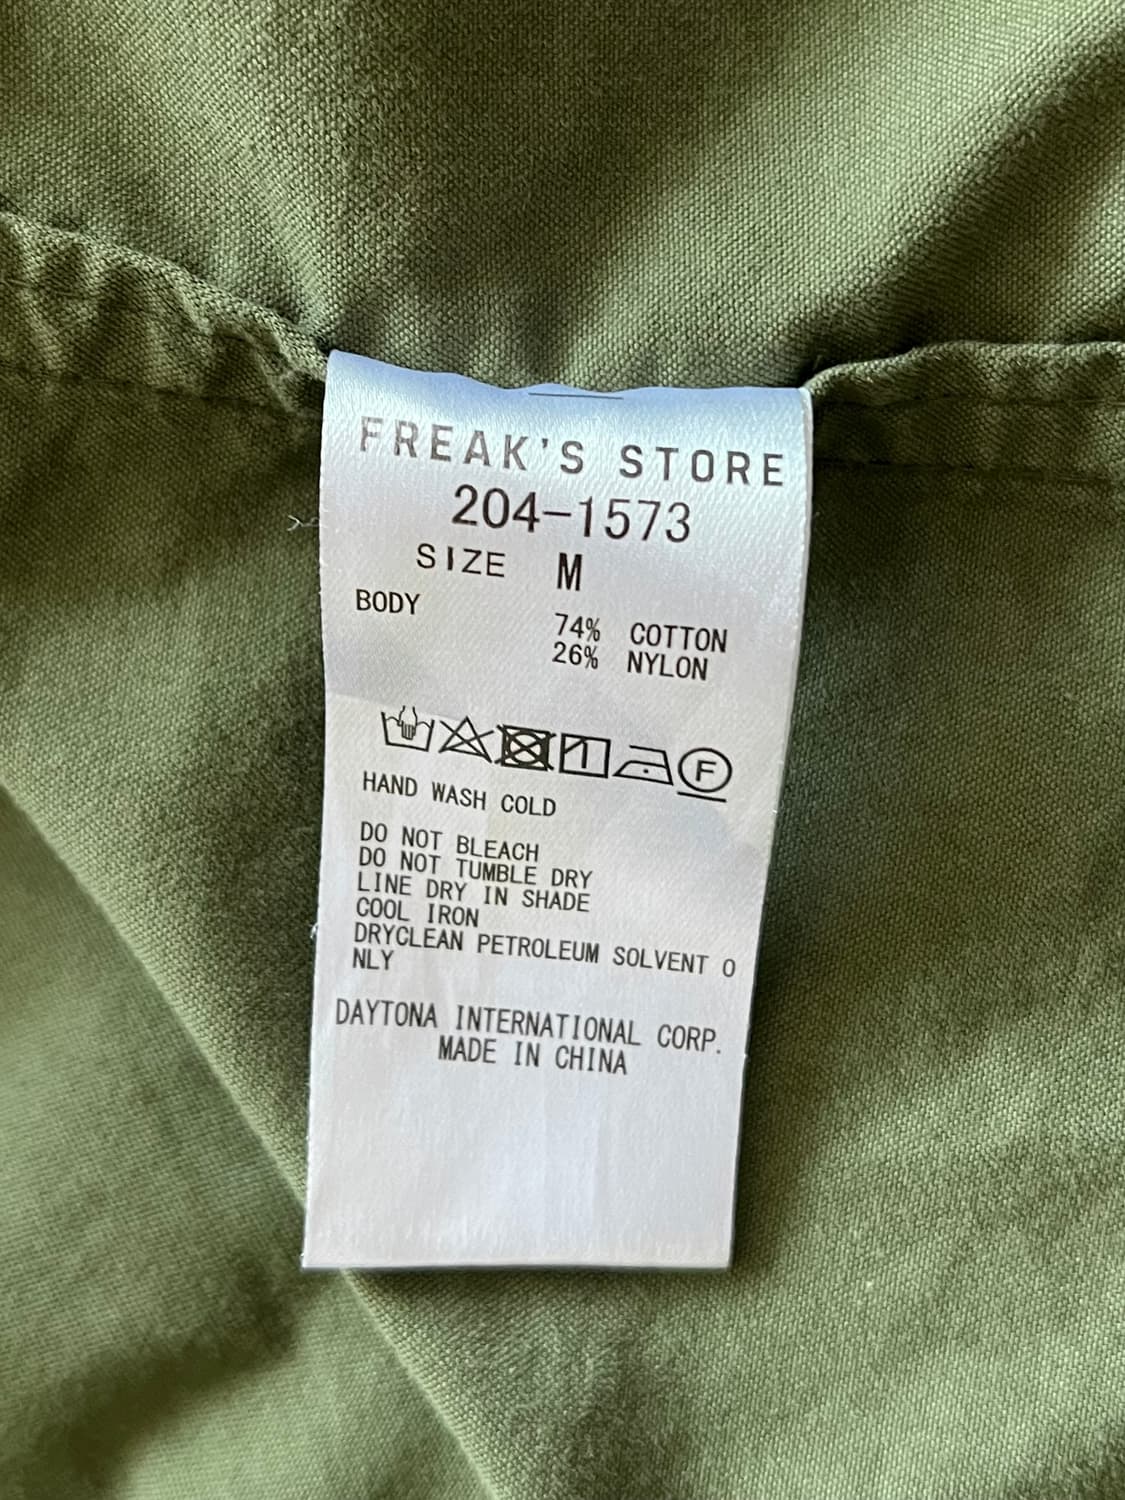 FREAK'S STORE
204-1573
SIZE M
BODY
74% COTTON
26% NYLON
F
HAND WASH COLD
DO NOT BLEACH
DO NOT TUMBLE DRY
LINE DRY IN SHADE
COOL IRON
DRYCLEAN PETROLEUM SOLVENT O
NLY
DAYTONA INTERNATIONAL CORP.
MADE IN CHINA